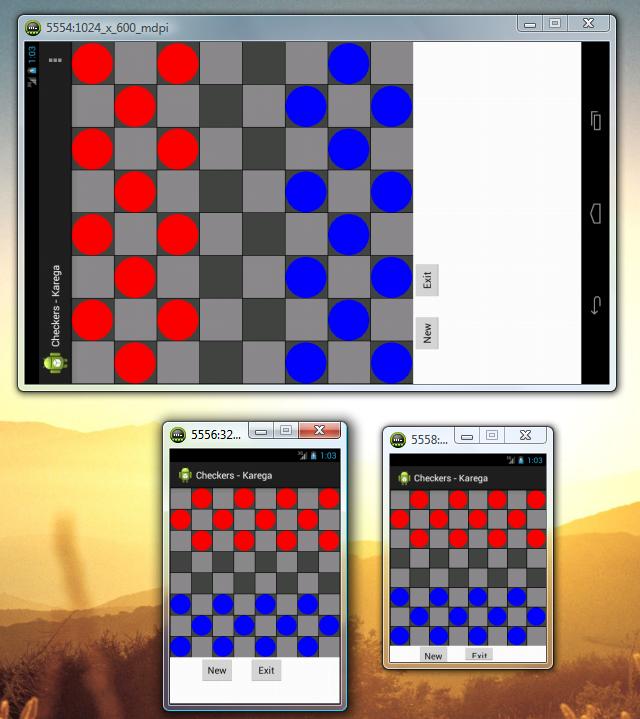 5554:1024_x_600_mdpi
1:03
Checkers - Karega
Exit
New
5556:32...
3G 1:03
Checkers - Karega
New
Exit
5558:...
1:03
Checkers - Karega
New
Exit